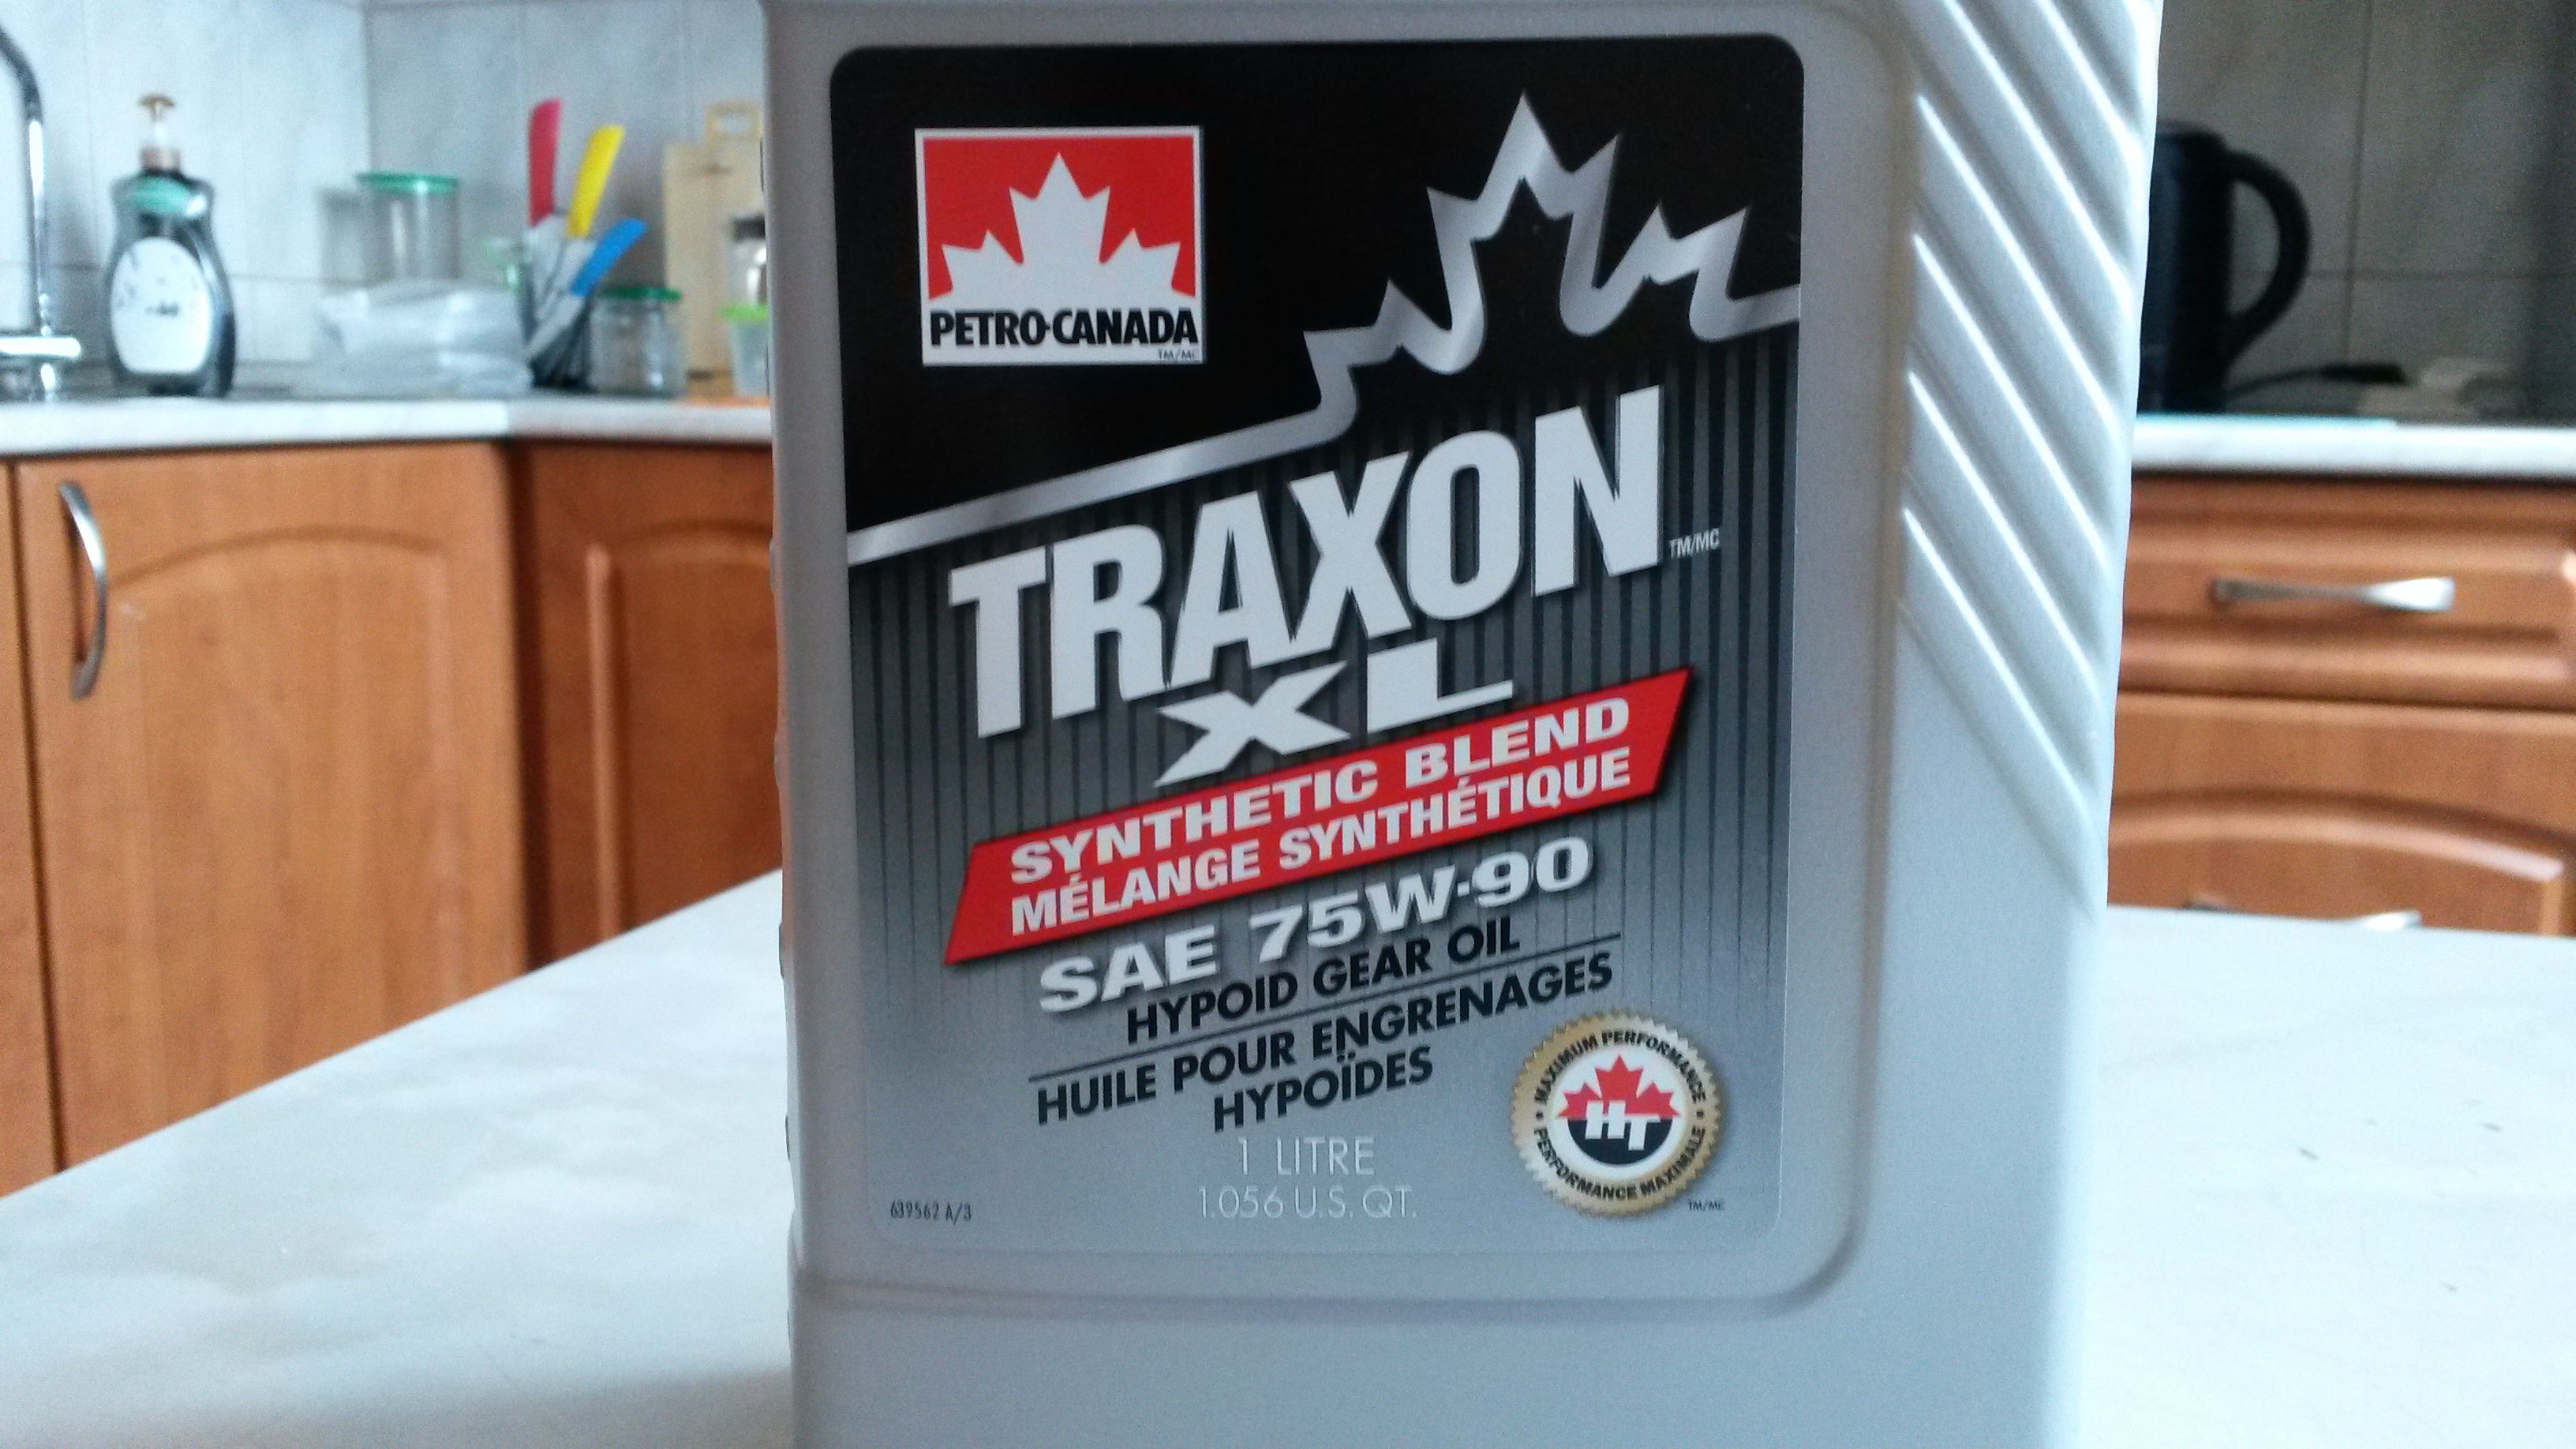 PETRO-CANADA
TM/MC
TRAXON
TM/MC
XL
SYNTHETIC BLEND
MÉLANGE SYNTHÉTIQUE
SAE 75W-90
HYPOID GEAR OIL
HUILE POUR ENGRENAGES
HYPOÏDES
1 LITRE
1.056 U.S. QT.
MAXIMUM PERFORMANCE
HT
PERFORMANCE MAXIMALE
TM/MC
639562 A/3